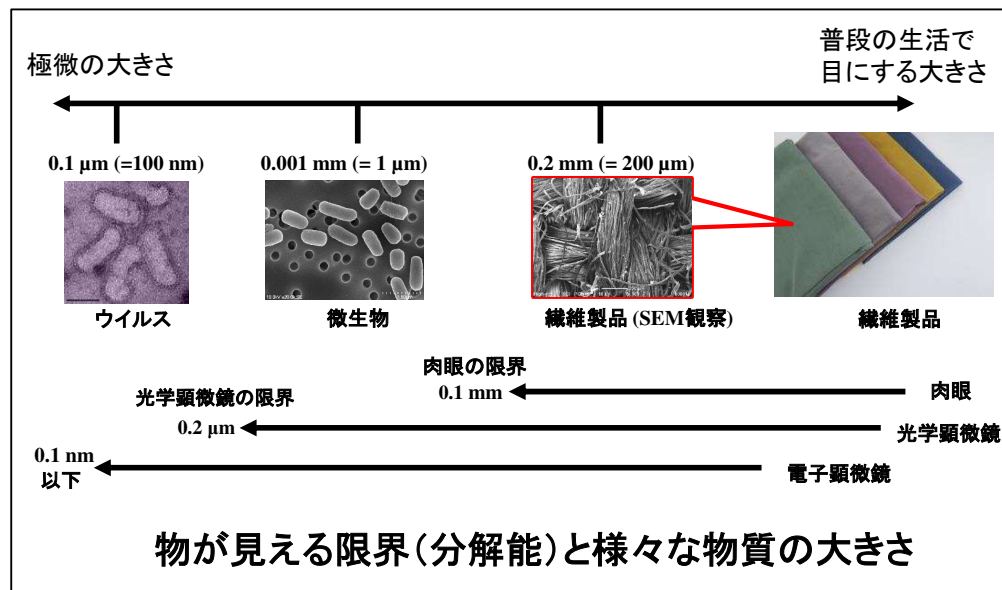 極微の大きさ
普段の生活で
目にする大きさ
0.1 μm (=100 nm)
0.001 mm (= 1 μm)
0.2 mm (= 200 μm)
ウイルス
微生物
繊維製品 (SEM観察)
繊維製品
肉眼の限界
0.1 mm
肉眼
光学顕微鏡の限界
0.2 μm
光学顕微鏡
0.1 nm
以下
電子顕微鏡
物が見える限界(分解能)と様々な物質の大きさ